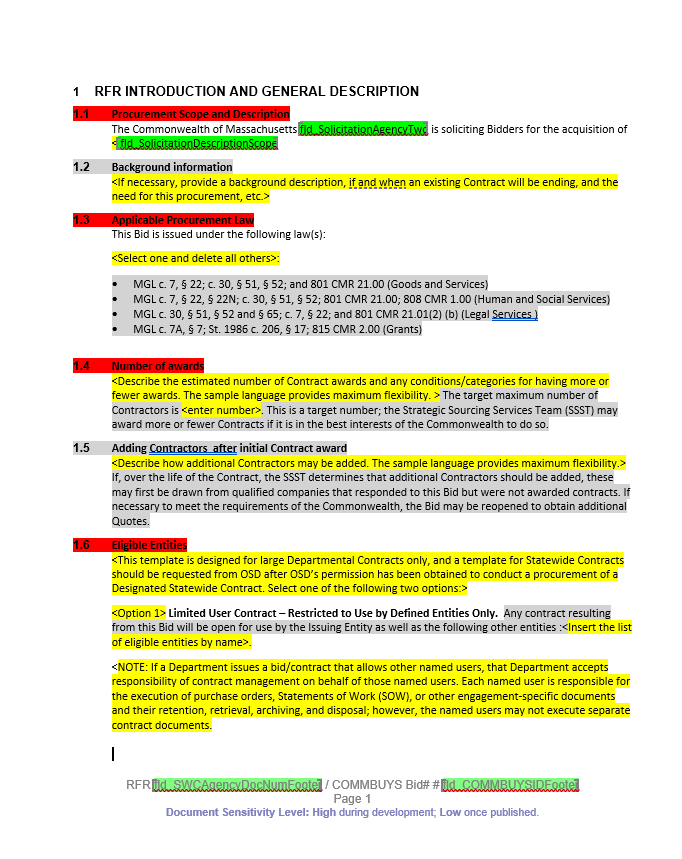 1 RFR INTRODUCTION AND GENERAL DESCRIPTION
1.1 Procurement Scope and Description
The Commonwealth of Massachusetts fld_SolicitationAgencyTwo is soliciting Bidders for the acquisition of
< fld_SolicitationDescriptionScope
1.2 Background information
<If necessary, provide a background description, if and when an existing Contract will be ending, and the
need for this procurement, etc.>
1.3 Applicable Procurement Law
This Bid is issued under the following law(s):
<Select one and delete all others>:
• MGL c. 7, § 22; c. 30, § 51, § 52; and 801 CMR 21.00 (Goods and Services)
• MGL c. 7, § 22, § 22N; c. 30, § 51, § 52; 801 CMR 21.00; 808 CMR 1.00 (Human and Social Services)
• MGL c. 30, § 51, § 52 and § 65; c. 7, § 22; and 801 CMR 21.01(2) (b) (Legal Services )
• MGL c. 7A, § 7; St. 1986 c. 206, § 17; 815 CMR 2.00 (Grants)
1.4 Number of awards
<Describe the estimated number of Contract awards and any conditions/categories for having more or
fewer awards. The sample language provides maximum flexibility. > The target maximum number of
Contractors is <enter number>. This is a target number; the Strategic Sourcing Services Team (SSST) may
award more or fewer Contracts if it is in the best interests of the Commonwealth to do so.
1.5 Adding Contractors after initial Contract award
<Describe how additional Contractors may be added. The sample language provides maximum flexibility.>
If, over the life of the Contract, the SSST determines that additional Contractors should be added, these
may first be drawn from qualified companies that responded to this Bid but were not awarded contracts. If
necessary to meet the requirements of the Commonwealth, the Bid may be reopened to obtain additional
Quotes.
1.6 Eligible Entities
<This template is designed for large Departmental Contracts only, and a template for Statewide Contracts
should be requested from OSD after OSD's permission has been obtained to conduct a procurement of a
Designated Statewide Contract. Select one of the following two options:>
<Option 1> Limited User Contract – Restricted to Use by Defined Entities Only. Any contract resulting
from this Bid will be open for use by the Issuing Entity as well as the following other entities :<Insert the list
of eligible entities by name>.
<NOTE: If a Department issues a bid/contract that allows other named users, that Department accepts
responsibility of contract management on behalf of those named users. Each named user is responsible for
the execution of purchase orders, Statements of Work (SOW), or other engagement-specific documents
and their retention, retrieval, archiving, and disposal; however, the named users may not execute separate
contract documents.
RFR fld_SWCAgencyDocNumFooter / COMMBUYS Bid# # fld_COMMBUYSIDFooter
Page 1
Document Sensitivity Level: High during development; Low once published.